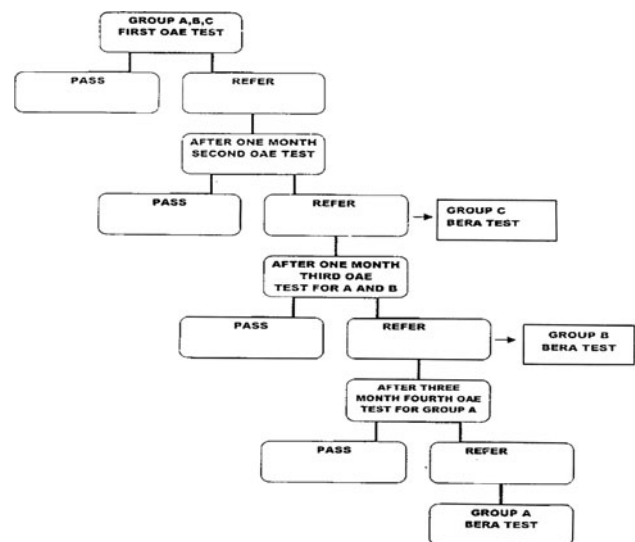 GROUP A,B,C
FIRST OAE TEST
PASS
REFER
AFTER ONE MONTH
SECOND OAE TEST
PASS
REFER
GROUP C
BERA TEST
AFTER ONE MONTH
THIRD OAE
TEST FOR A AND B
PASS
REFER
GROUP B
BERA TEST
AFTER THREE
MONTH FOURTH OAE
TEST FOR GROUP A
PASS
REFER
GROUP A
BERA TEST